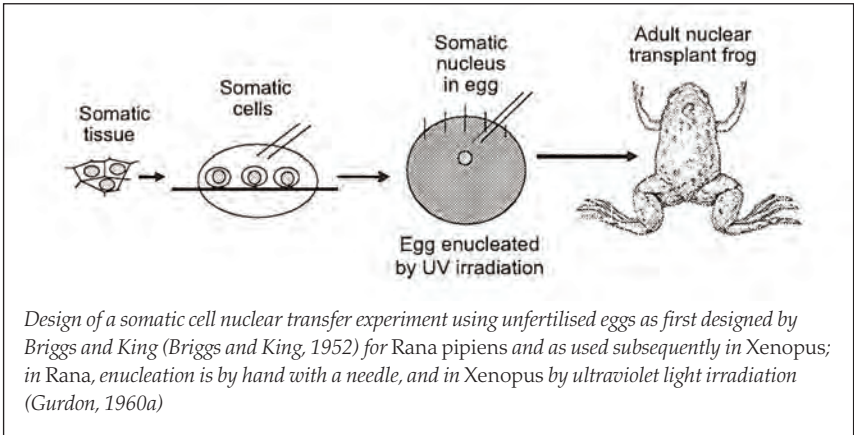 Somatic
tissue
Somatic
cells
Somatic
nucleus
in egg
Egg enucleated
by UV irradiation
Adult nuclear
transplant frog
Design of a somatic cell nuclear transfer experiment using unfertilised eggs as first designed by
Briggs and King (Briggs and King, 1952) for Rana pipiens and as used subsequently in Xenopus;
in Rana, enucleation is by hand with a needle, and in Xenopus by ultraviolet light irradiation
(Gurdon, 1960a)